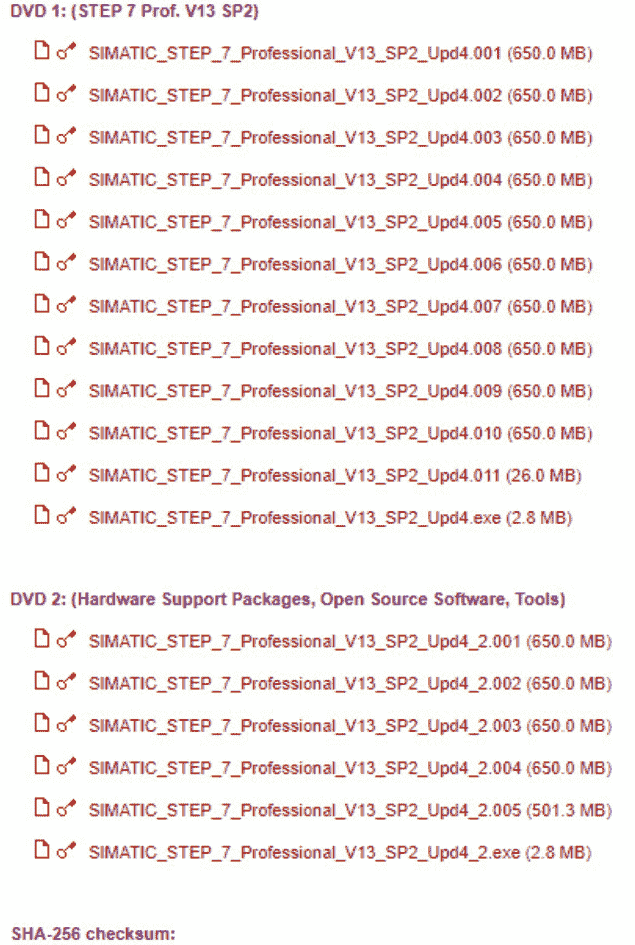 DVD 1: (STEP 7 Prof. V13 SP2)
SIMATIC_STEP_7_Professional_V13_SP2_Upd4.001 (650.0 MB)
SIMATIC_STEP_7_Professional_V13_SP2_Upd4.002 (650.0 MB)
SIMATIC_STEP_7_Professional_V13_SP2_Upd4.003 (650.0 MB)
SIMATIC_STEP_7_Professional_V13_SP2_Upd4.004 (650.0 MB)
SIMATIC_STEP_7_Professional_V13_SP2_Upd4.005 (650.0 MB)
SIMATIC_STEP_7_Professional_V13_SP2_Upd4.006 (650.0 MB)
SIMATIC_STEP_7_Professional_V13_SP2_Upd4.007 (650.0 MB)
SIMATIC_STEP_7_Professional_V13_SP2_Upd4.008 (650.0 MB)
SIMATIC_STEP_7_Professional_V13_SP2_Upd4.009 (650.0 MB)
SIMATIC_STEP_7_Professional_V13_SP2_Upd4.010 (650.0 MB)
SIMATIC_STEP_7_Professional_V13_SP2_Upd4.011 (26.0 MB)
SIMATIC_STEP_7_Professional_V13_SP2_Upd4.exe (2.8 MB)
DVD 2: (Hardware Support Packages, Open Source Software, Tools)
SIMATIC_STEP_7_Professional_V13_SP2_Upd4_2.001 (650.0 MB)
SIMATIC_STEP_7_Professional_V13_SP2_Upd4_2.002 (650.0 MB)
SIMATIC_STEP_7_Professional_V13_SP2_Upd4_2.003 (650.0 MB)
SIMATIC_STEP_7_Professional_V13_SP2_Upd4_2.004 (650.0 MB)
SIMATIC_STEP_7_Professional_V13_SP2_Upd4_2.005 (501.3 MB)
SIMATIC_STEP_7_Professional_V13_SP2_Upd4_2.exe (2.8 MB)
SHA-256 checksum: